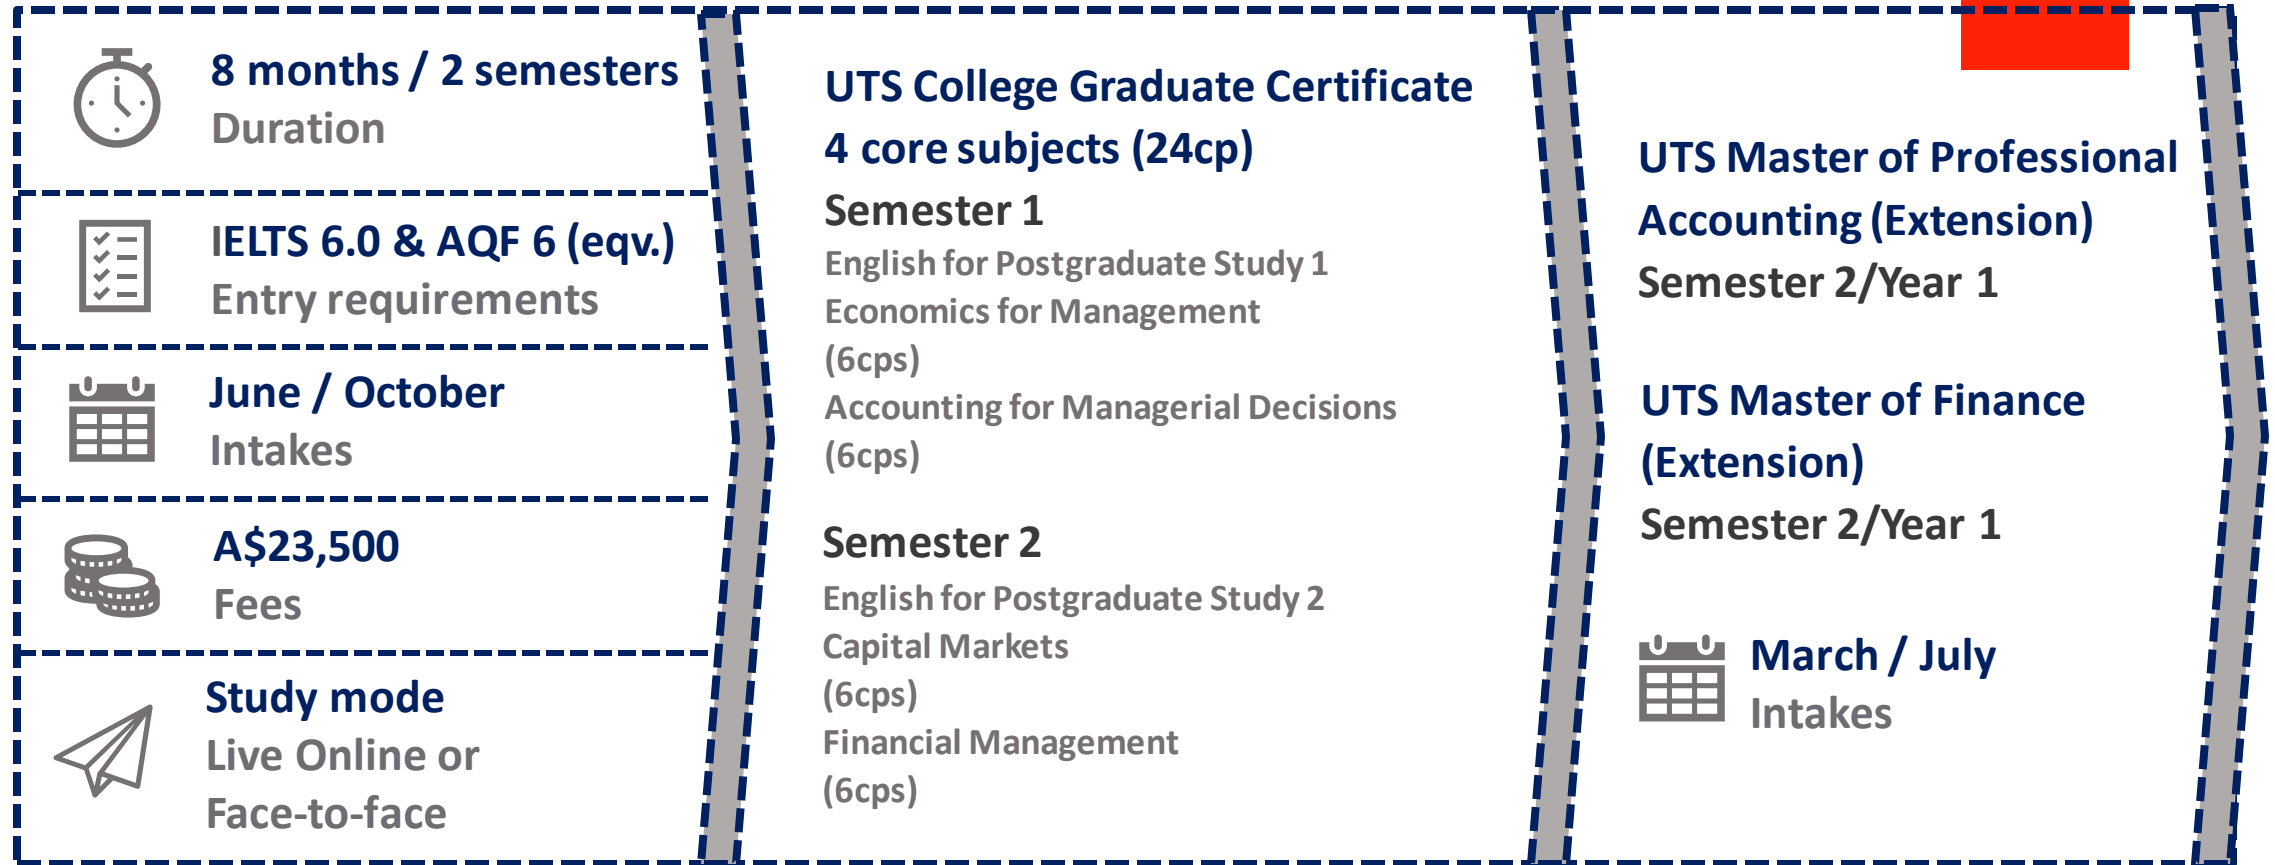 8 months / 2 semesters
Duration
IELTS 6.0 & AQF 6 (eqv.)
Entry requirements
June / October
Intakes
A$23,500
Fees
Study mode
Live Online or
Face-to-face
UTS College Graduate Certificate
4 core subjects (24cp)
Semester 1
English for Postgraduate Study 1
Economics for Management
(6cps)
Accounting for Managerial Decisions
(6cps)
Semester 2
English for Postgraduate Study 2
Capital Markets
(6cps)
Financial Management
(6cps)
UTS Master of Professional
Accounting (Extension)
Semester 2/Year 1
UTS Master of Finance
(Extension)
Semester 2/Year 1
March / July
Intakes